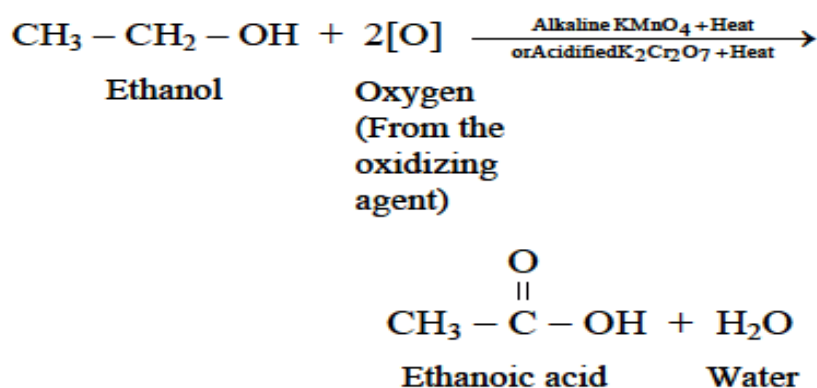 CH₃ – CH₂ – OH + 2[O] Alkaline KMnO₄ +Heat
orAcidifiedK₂Cr₂O₇ +Heat
Ethanol Oxygen
(From the
oxidizing
agent)
O
||
CH₃ – C – OH + H₂O
Ethanoic acid Water